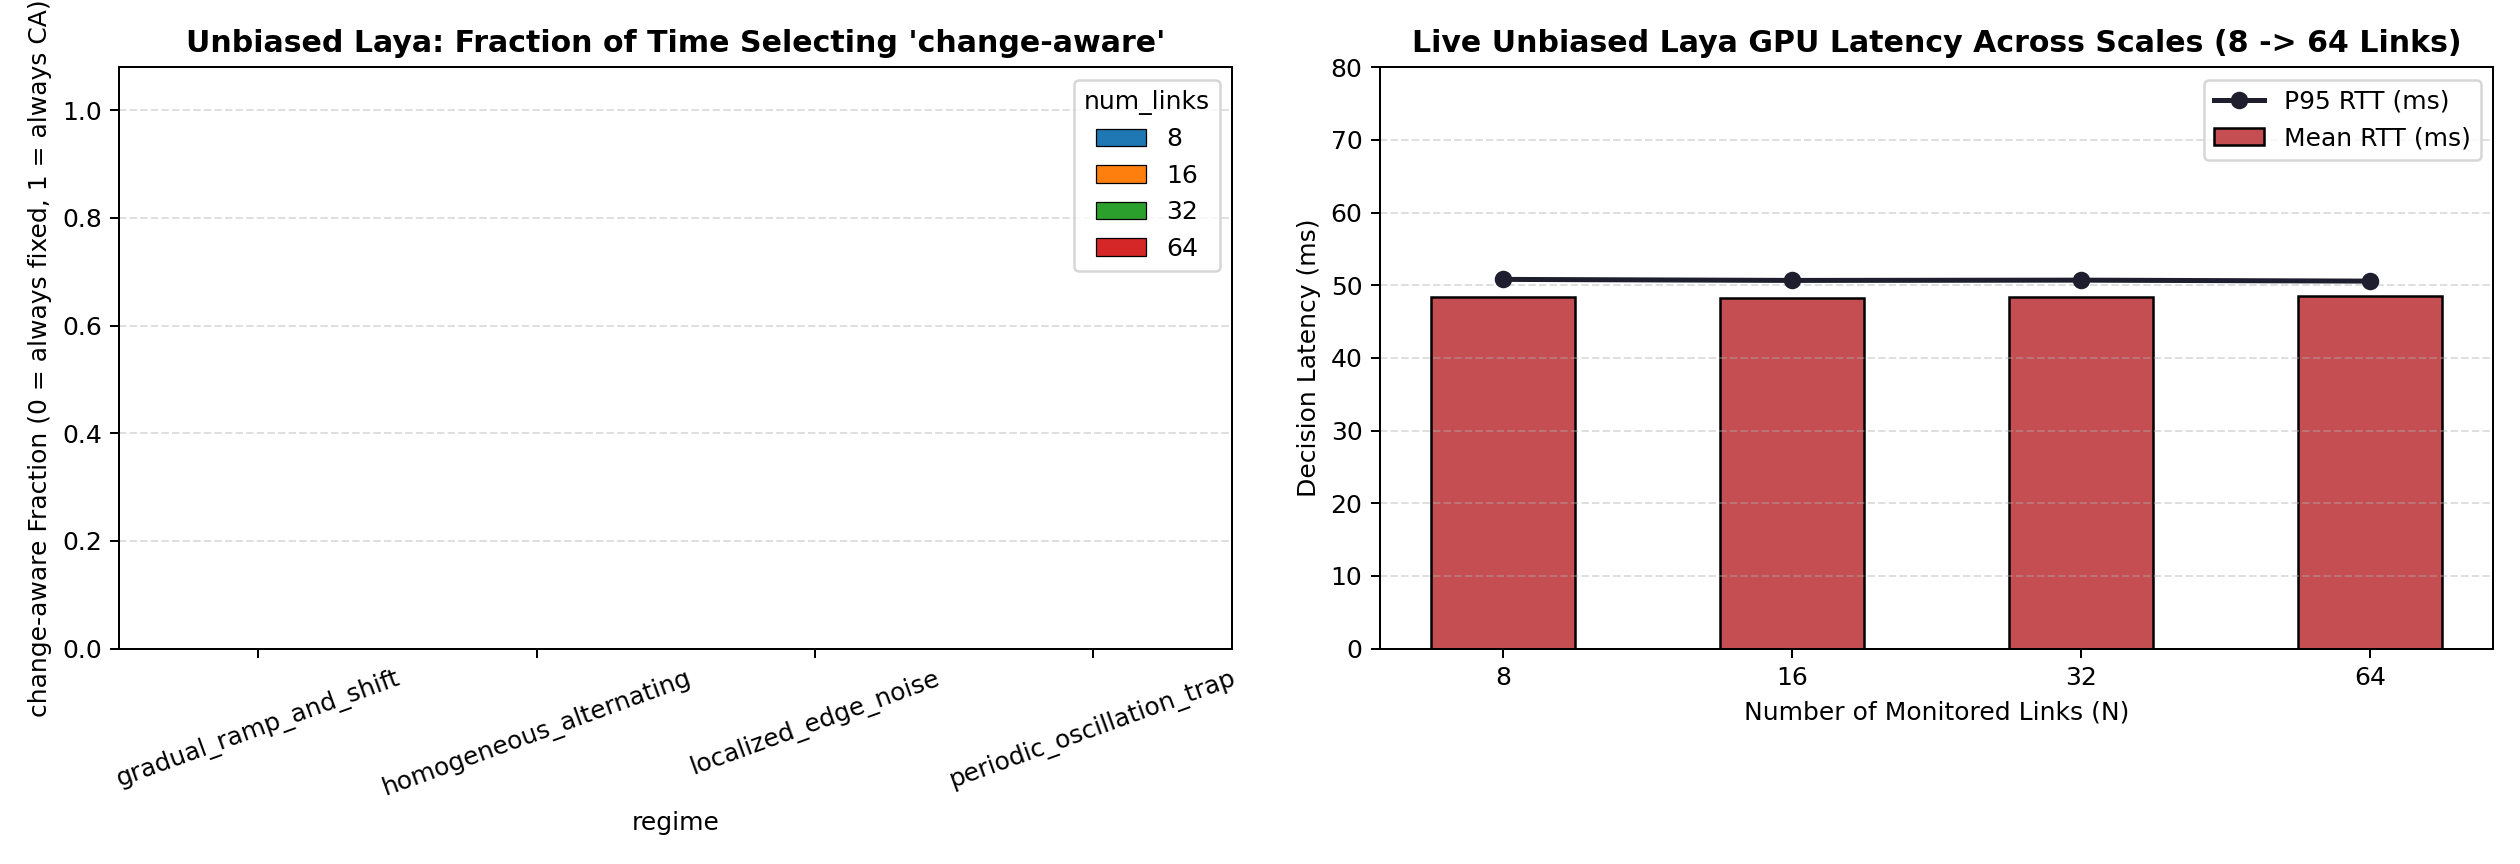 Unbiased Laya: Fraction of Time Selecting 'change-aware'
change-aware Fraction (0 = always fixed, 1 = always CA)
1.0
0.8
0.6
0.4
0.2
0.0
num_links
8
16
32
64
gradual_ramp_and_shift
homogeneous_alternating
localized_edge_noise
periodic_oscillation_trap
regime
Live Unbiased Laya GPU Latency Across Scales (8 -> 64 Links)
Decision Latency (ms)
80
70
60
50
40
30
20
10
0
P95 RTT (ms)
Mean RTT (ms)
8
16
32
64
Number of Monitored Links (N)